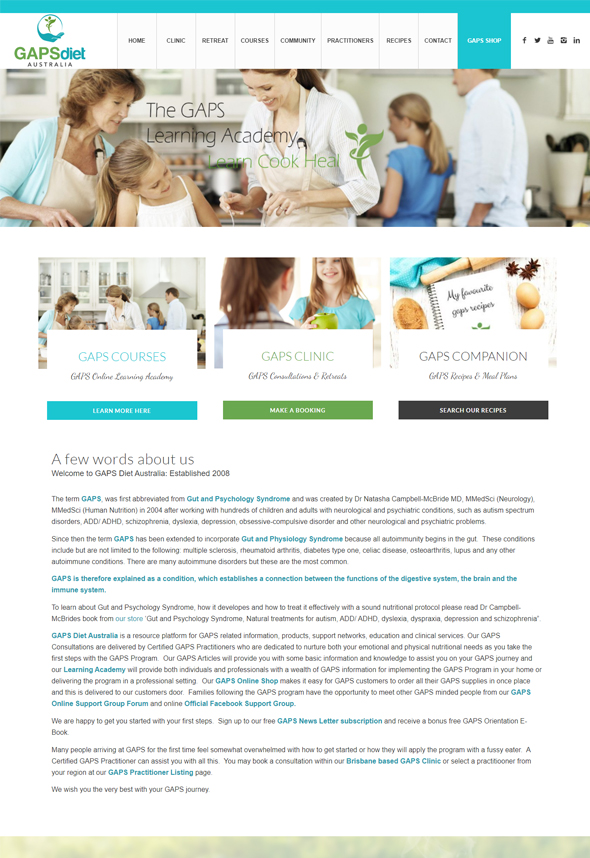 GAPSdiet
AUSTRALIA
HOME
CLINIC
RETREAT
COURSES
COMMUNITY
PRACTITIONERS
RECIPES
CONTACT
GAPS SHOP
The GAPS
Learning Academy
Learn Cook Heal
My favourite
gaps recipes
GAPS COURSES
GAPS Online Learning Academy
LEARN MORE HERE
GAPS CLINIC
GAPS Consultations & Retreats
MAKE A BOOKING
GAPS COMPANION
GAPS Recipes & Meal Plans
SEARCH OUR RECIPES
A few words about us
Welcome to GAPS Diet Australia: Established 2008
The term GAPS, was first abbreviated from Gut and Psychology Syndrome and was created by Dr Natasha Campbell-McBride MD, MMedSci (Neurology),
MMedSci (Human Nutrition) in 2004 after working with hundreds of children and adults with neurological and psychiatric conditions, such as autism spectrum
disorders, ADD/ ADHD, schizophrenia, dyslexia, depression, obsessive-compulsive disorder and other neurological and psychiatric problems.
Since then the term GAPS has been extended to incorporate Gut and Physiology Syndrome because all autoimmunity begins in the gut. These conditions
include but are not limited to the following: multiple sclerosis, rheumatoid arthritis, diabetes type one, celiac disease, osteoarthritis, lupus and any other
autoimmune conditions. There are many autoimmune disorders but these are the most common.
GAPS is therefore explained as a condition, which establishes a connection between the functions of the digestive system, the brain and the
immune system.
To learn about Gut and Psychology Syndrome, how it developes and how to treat it effectively with a sound nutritional protocol please read Dr Campbell-
McBrides book from our store 'Gut and Psychology Syndrome, Natural treatments for autism, ADD/ ADHD, dyslexia, dyspraxia, depression and schizophrenia".
GAPS Diet Australia is a resource platform for GAPS related information, products, support networks, education and clinical services. Our GAPS
Consultations are delivered by Certified GAPS Practitioners who are dedicated to nurture both your emotional and physical nutritional needs as you take the
first steps with the GAPS Program. Our GAPS Articles will provide you with some basic information and knowledge to assist you on your GAPS journey and
our Learning Academy will provide both individuals and professionals with a wealth of GAPS information for implementing the GAPS Program in your home or
delivering the program in a professional setting. Our GAPS Online Shop makes it easy for GAPS customers to order all their GAPS supplies in once place
and this is delivered to our customers door. Families following the GAPS program have the opportunity to meet other GAPS minded people from our GAPS
Online Support Group Forum and online Official Facebook Support Group.
We are happy to get you started with your first steps. Sign up to our free GAPS News Letter subscription and receive a bonus free GAPS Orientation E-
Book.
Many people arriving at GAPS for the first time feel somewhat overwhelmed with how to get started or how they will apply the program with a fussy eater. A
Certified GAPS Practitioner can assist you with all this. You may book a consultation within our Brisbane based GAPS Clinic or select a practitiooner from
your region at our GAPS Practitioner Listing page.
We wish you the very best with your GAPS journey.